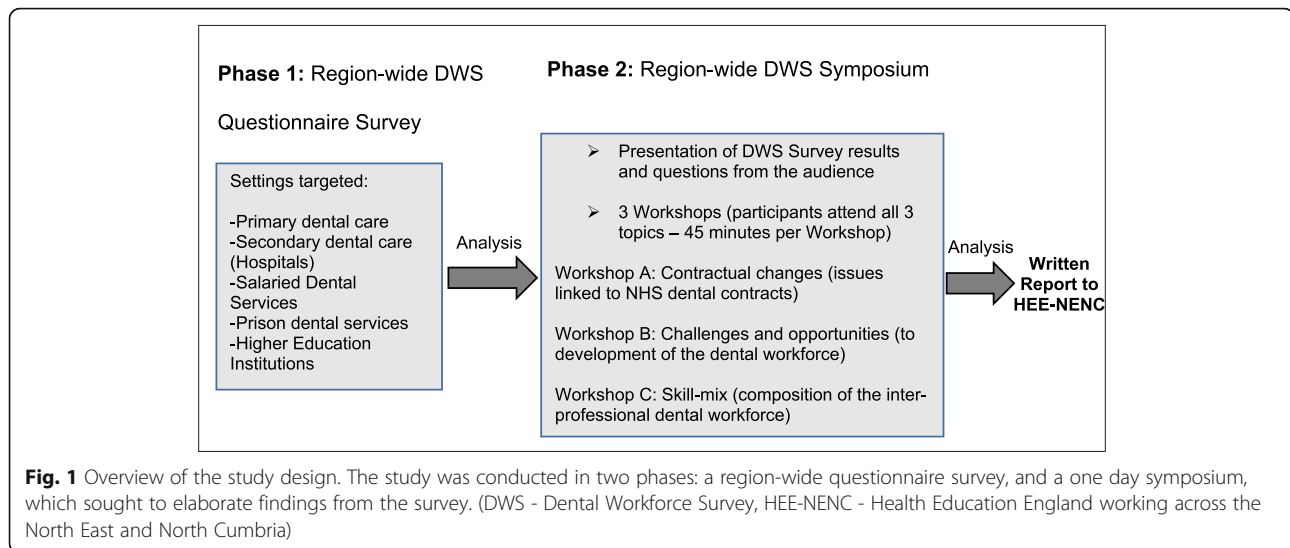 Phase 1: Region-wide DWS
Questionnaire Survey
Settings targeted:
-Primary dental care
-Secondary dental care
(Hospitals)
-Salaried Dental
Services
-Prison dental services
-Higher Education
Institutions
Analysis
Phase 2: Region-wide DWS Symposium
➢ Presentation of DWS Survey results
and questions from the audience
➢ 3 Workshops (participants attend all 3
topics – 45 minutes per Workshop)
Workshop A: Contractual changes (issues
linked to NHS dental contracts)
Workshop B: Challenges and opportunities (to
development of the dental workforce)
Workshop C: Skill-mix (composition of the inter-
professional dental workforce)
Analysis
Written
Report to
HEE-NENC
Fig. 1 Overview of the study design. The study was conducted in two phases: a region-wide questionnaire survey, and a one day symposium,
which sought to elaborate findings from the survey. (DWS - Dental Workforce Survey, HEE-NENC - Health Education England working across the
North East and North Cumbria)